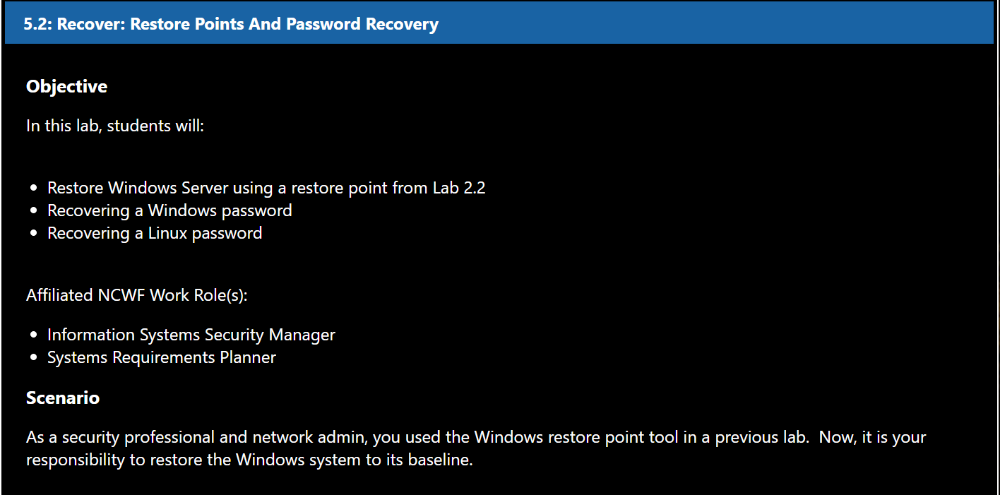 5.2: Recover: Restore Points And Password Recovery
Objective
In this lab, students will:
• Restore Windows Server using a restore point from Lab 2.2
• Recovering a Windows password
• Recovering a Linux password
Affiliated NCWF Work Role(s):
• Information Systems Security Manager
• Systems Requirements Planner
Scenario
As a security professional and network admin, you used the Windows restore point tool in a previous lab.  Now, it is your
responsibility to restore the Windows system to its baseline.